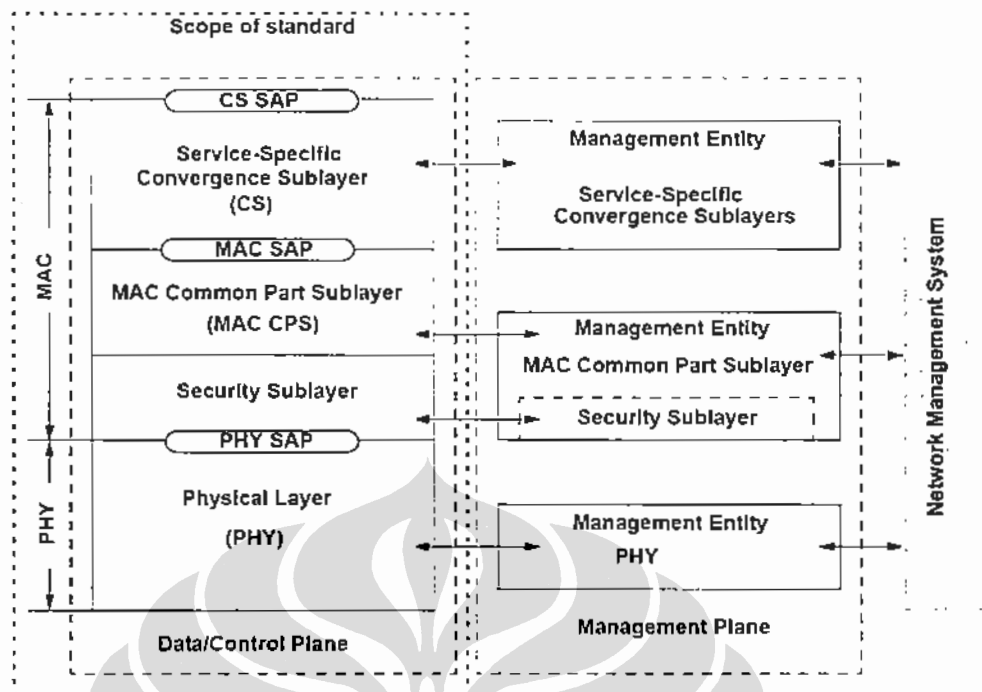 Scope of standard
CS SAP
Service-Specific
Convergence Sublayer
(CS)
MAC SAP
MAC Common Part Sublayer
(MAC CPS)
Security Sublayer
PHY SAP
Physical Layer
(PHY)
Data/Control Plane
MAC
PHY
Management Entity
Service-Specific
Convergence Sublayers
Management Entity
MAC Common Part Sublayer
Security Sublayer
Management Entity
PHY
Management Plane
Network Management System